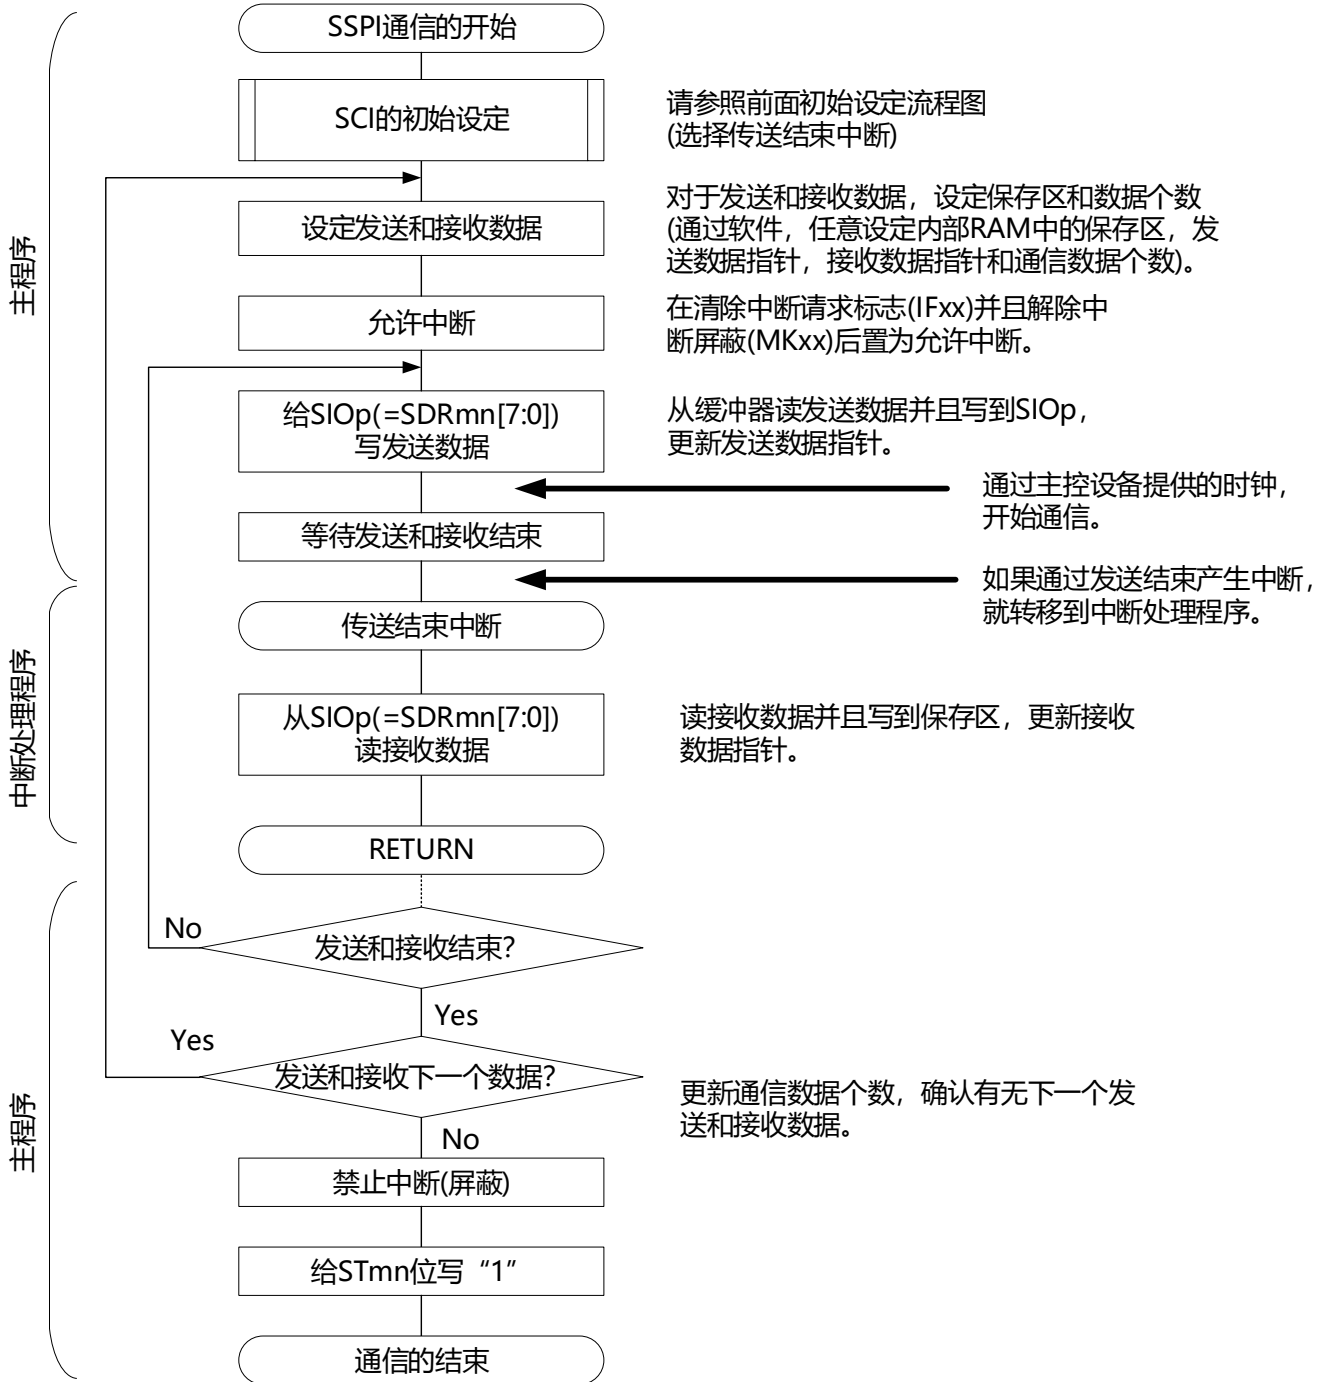 SSPI通信的开始
SCI的初始设定
请参照前面初始设定流程图
(选择传送结束中断)
设定发送和接收数据
对于发送和接收数据，设定保存区和数据个数
(通过软件，任意设定内部RAM中的保存区，发
送数据指针，接收数据指针和通信数据个数)。
主程序
允许中断
在清除中断请求标志(IFxx)并且解除中
断屏蔽(MKxx)后置为允许中断。
给SIOp(=SDRmn[7:0])
写发送数据
从缓冲器读发送数据并且写到SIOp，
更新发送数据指针。
通过主控设备提供的时钟，
开始通信。
等待发送和接收结束
如果通过发送结束产生中断，
就转移到中断处理程序。
传送结束中断
中断处理程序
从SIOp(=SDRmn[7:0])
读接收数据
读接收数据并且写到保存区，更新接收
数据指针。
RETURN
No
发送和接收结束?
Yes
Yes
发送和接收下一个数据?
更新通信数据个数，确认有无下一个发
送和接收数据。
主程序
No
禁止中断(屏蔽)
给STmn位写“1”
通信的结束